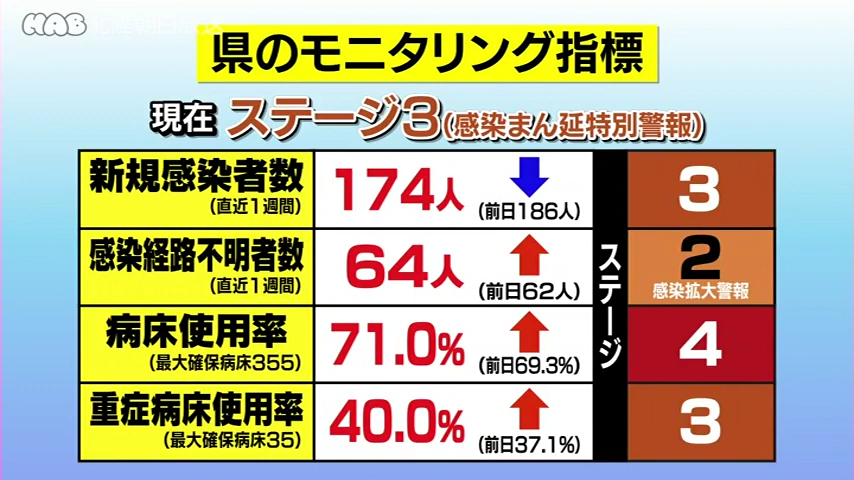 HAB 北陸朝日放送
県のモニタリング指標
現在 ステージ3(感染まん延特別警報)
新規感染者数
(直近1週間)
174人
(前日186人)
3
感染経路不明者数
(直近1週間)
64人
(前日62人)
2
感染拡大警報
ステージ
病床使用率
(最大確保病床355)
71.0%
(前日69.3%)
4
重症病床使用率
(最大確保病床35)
40.0%
(前日37.1%)
3